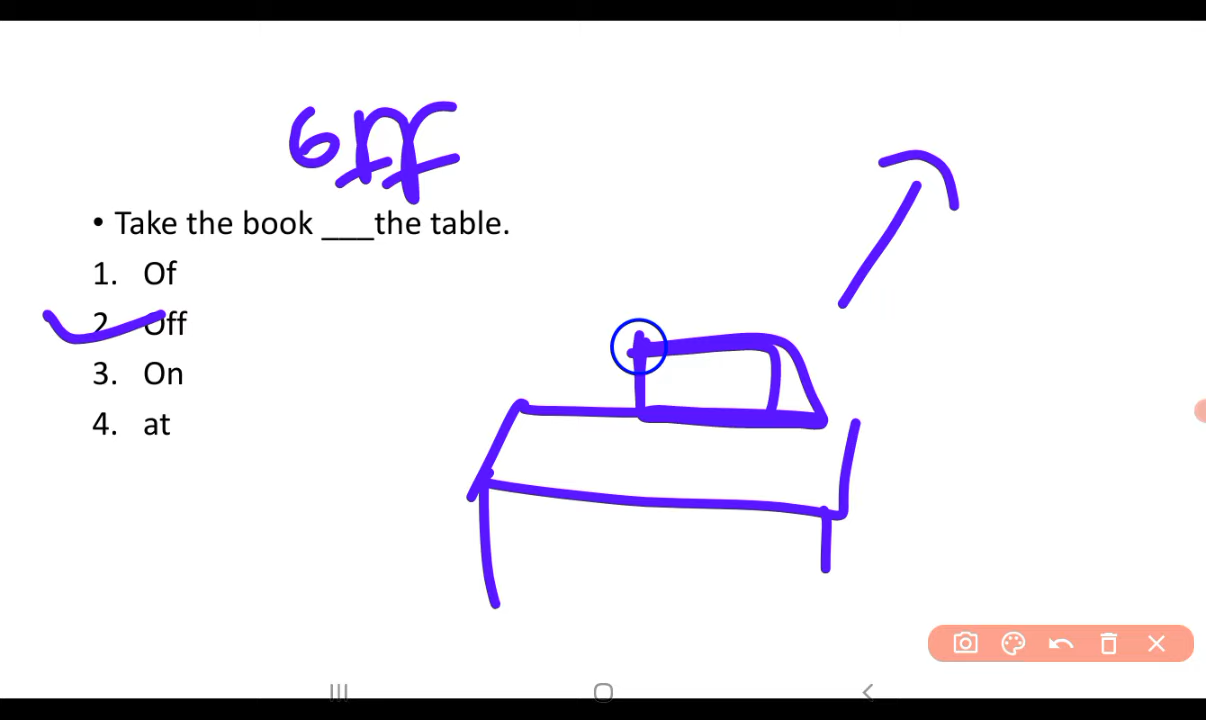 off
• Take the book ___the table.
1. Of
2. Off
3. On
4. at